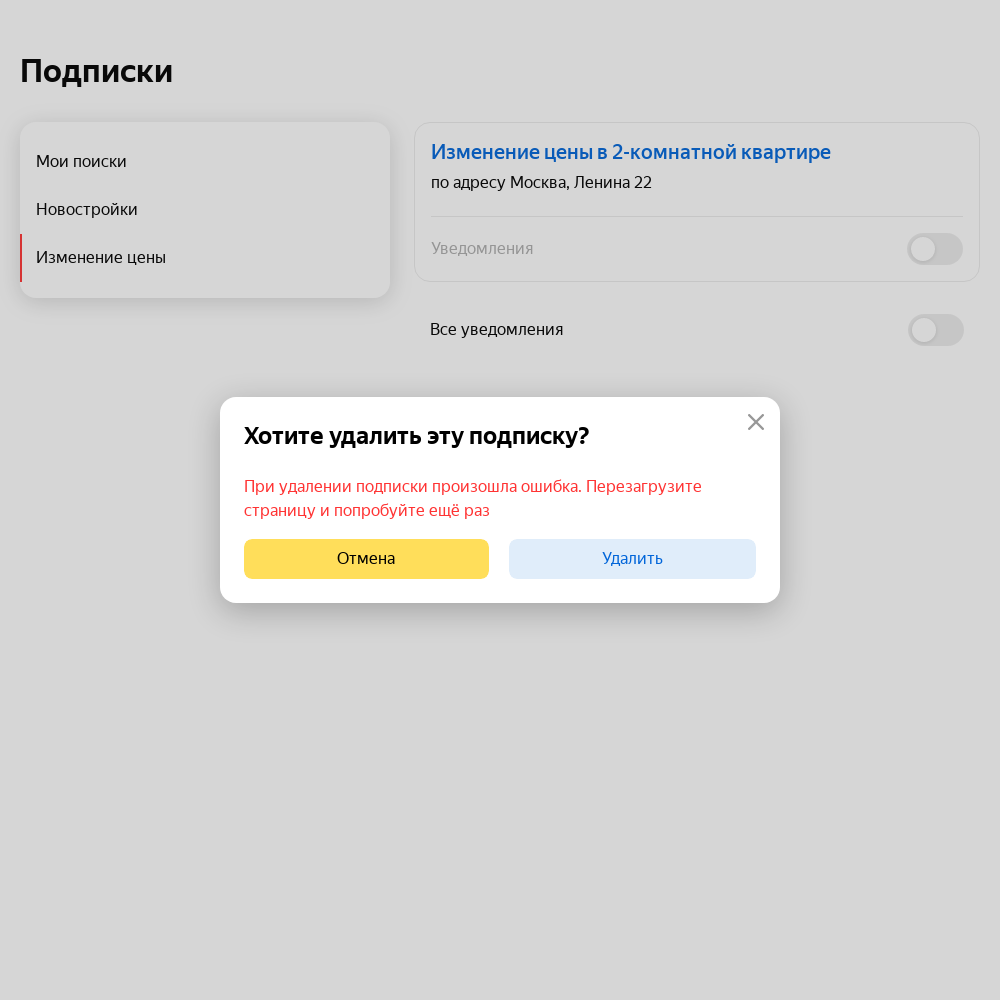 Подписки
Мои поиски
Новостройки
Изменение цены
Изменение цены в 2-комнатной квартире
по адресу Москва, Ленина 22
Уведомления
Все уведомления
Хотите удалить эту подписку?
При удалении подписки произошла ошибка. Перезагрузите
страницу и попробуйте ещё раз
Отмена
Удалить